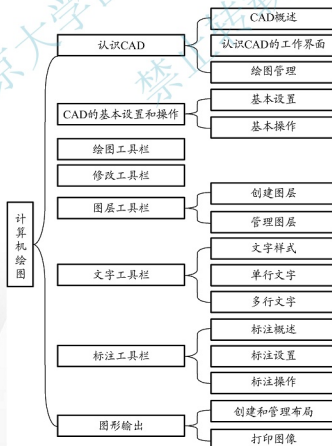 计算机绘图
认识CAD
CAD概述
认识CAD的工作界面
绘图管理
CAD的基本设置和操作
基本设置
基本操作
绘图工具栏
修改工具栏
图层工具栏
创建图层
管理图层
文字工具栏
文字样式
单行文字
多行文字
标注工具栏
标注概述
标注设置
标注操作
图形输出
创建和管理布局
打印图像